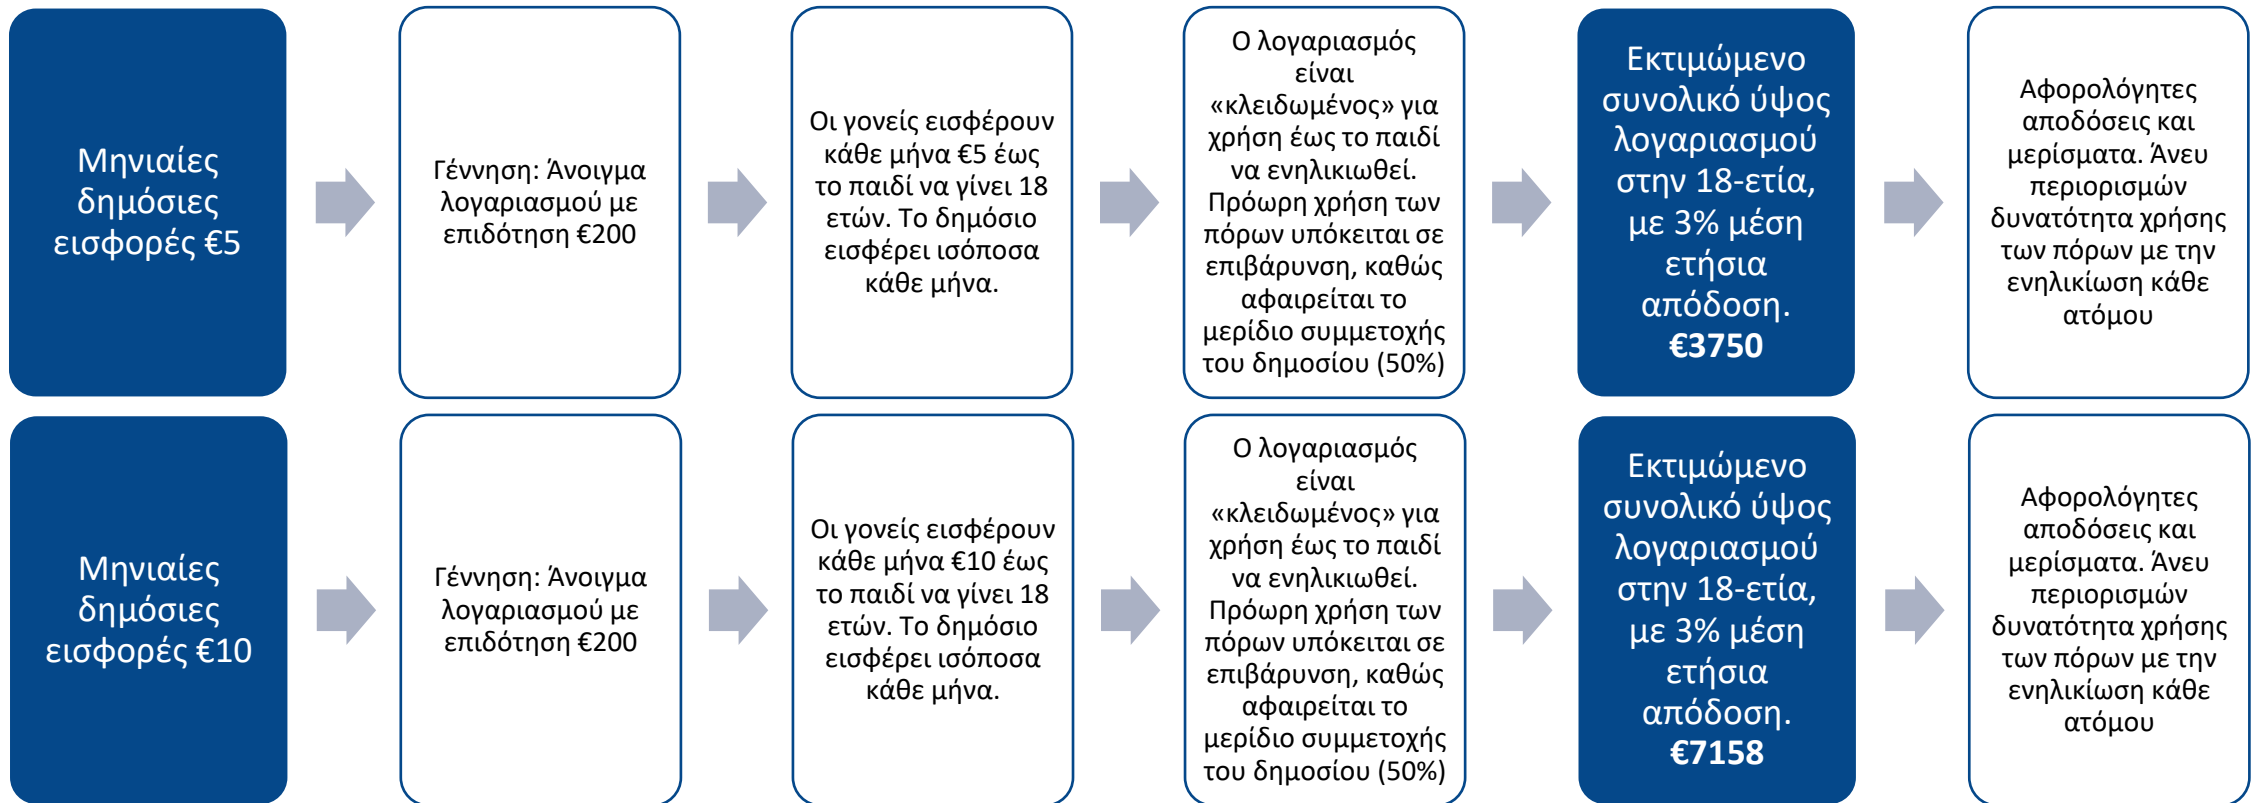 Μηνιαίες
δημόσιες
εισφορές €5
Γέννηση: Άνοιγμα
λογαριασμού με
επιδότηση €200
Οι γονείς εισφέρουν
κάθε μήνα €5 έως
το παιδί να γίνει 18
ετών. Το δημόσιο
εισφέρει ισόποσα
κάθε μήνα.
Ο λογαριασμός
είναι
«κλειδωμένος» για
χρήση έως το παιδί
να ενηλικιωθεί.
Πρόωρη χρήση των
πόρων υπόκειται σε
επιβάρυνση, καθώς
αφαιρείται το
μερίδιο συμμετοχής
του δημοσίου (50%)
Εκτιμώμενο
συνολικό ύψος
λογαριασμού
στην 18-ετία,
με 3% μέση
ετήσια
απόδοση.
€3750
Αφορολόγητες
αποδόσεις και
μερίσματα. Άνευ
περιορισμών
δυνατότητα χρήσης
των πόρων με την
ενηλικίωση κάθε
ατόμου
Μηνιαίες
δημόσιες
εισφορές €10
Γέννηση: Άνοιγμα
λογαριασμού με
επιδότηση €200
Οι γονείς εισφέρουν
κάθε μήνα €10 έως
το παιδί να γίνει 18
ετών. Το δημόσιο
εισφέρει ισόποσα
κάθε μήνα.
Ο λογαριασμός
είναι
«κλειδωμένος» για
χρήση έως το παιδί
να ενηλικιωθεί.
Πρόωρη χρήση των
πόρων υπόκειται σε
επιβάρυνση, καθώς
αφαιρείται το
μερίδιο συμμετοχής
του δημοσίου (50%)
Εκτιμώμενο
συνολικό ύψος
λογαριασμού
στην 18-ετία,
με 3% μέση
ετήσια
απόδοση.
€7158
Αφορολόγητες
αποδόσεις και
μερίσματα. Άνευ
περιορισμών
δυνατότητα χρήσης
των πόρων με την
ενηλικίωση κάθε
ατόμου